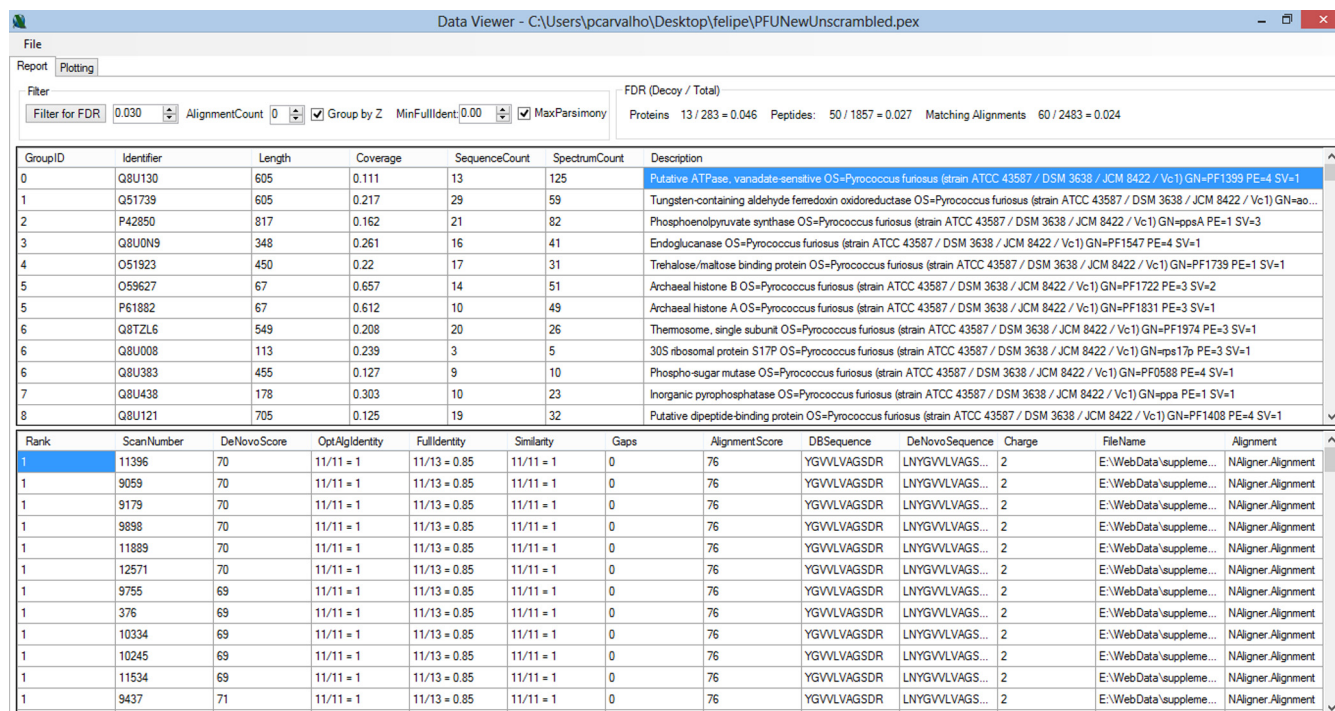 Data Viewer - C:\Users\pcarvalho\Desktop\felipe\PFUNewUnscrambled.pex
File
Report Plotting
Filter FDR (Decoy / Total)
Filter for FDR 0.030 AlignmentCount 0 Group by Z MinFullIdent: 0.00 MaxParsimony Proteins 13 / 283 = 0.046 Peptides: 50 / 1857 = 0.027 Matching Alignments 60 / 2483 = 0.024
GroupID Identifier Length Coverage SequenceCount SpectrumCount Description
0 Q8U130 605 0.111 13 125 Putative ATPase, vanadate-sensitive OS=Pyrococcus furiosus (strain ATCC 43587 / DSM 3638 / JCM 8422 / Vc1) GN=PF1399 PE=4 SV=1
1 Q51739 605 0.217 29 59 Tungsten-containing aldehyde ferredoxin oxidoreductase OS=Pyrococcus furiosus (strain ATCC 43587 / DSM 3638 / JCM 8422 / Vc1) GN=ao...
2 P42850 817 0.162 21 82 Phosphoenolpyruvate synthase OS=Pyrococcus furiosus (strain ATCC 43587 / DSM 3638 / JCM 8422 / Vc1) GN=ppsA PE=1 SV=3
3 Q8U0N9 348 0.261 16 41 Endoglucanase OS=Pyrococcus furiosus (strain ATCC 43587 / DSM 3638 / JCM 8422 / Vc1) GN=PF1547 PE=4 SV=1
4 O51923 450 0.22 17 31 Trehalose/maltose binding protein OS=Pyrococcus furiosus (strain ATCC 43587 / DSM 3638 / JCM 8422 / Vc1) GN=PF1739 PE=1 SV=1
5 O59627 67 0.657 14 51 Archaeal histone B OS=Pyrococcus furiosus (strain ATCC 43587 / DSM 3638 / JCM 8422 / Vc1) GN=PF1722 PE=3 SV=2
5 P61882 67 0.612 10 49 Archaeal histone A OS=Pyrococcus furiosus (strain ATCC 43587 / DSM 3638 / JCM 8422 / Vc1) GN=PF1831 PE=3 SV=1
6 Q8TZL6 549 0.208 20 26 Thermosome, single subunit OS=Pyrococcus furiosus (strain ATCC 43587 / DSM 3638 / JCM 8422 / Vc1) GN=PF1974 PE=3 SV=1
6 Q8U008 113 0.239 3 5 30S ribosomal protein S17P OS=Pyrococcus furiosus (strain ATCC 43587 / DSM 3638 / JCM 8422 / Vc1) GN=rps17p PE=3 SV=1
6 Q8U383 455 0.127 9 10 Phospho-sugar mutase OS=Pyrococcus furiosus (strain ATCC 43587 / DSM 3638 / JCM 8422 / Vc1) GN=PF0588 PE=4 SV=1
7 Q8U438 178 0.303 10 23 Inorganic pyrophosphatase OS=Pyrococcus furiosus (strain ATCC 43587 / DSM 3638 / JCM 8422 / Vc1) GN=ppa PE=1 SV=1
8 Q8U121 705 0.125 19 32 Putative dipeptide-binding protein OS=Pyrococcus furiosus (strain ATCC 43587 / DSM 3638 / JCM 8422 / Vc1) GN=PF1408 PE=4 SV=1
Rank ScanNumber DeNovoScore OptAlgIdentity FullIdentity Similarity Gaps AlignmentScore DBSequence DeNovoSequence Charge FileName Alignment
1 11396 70 11/11 = 1 11/13 = 0.85 11/11 = 1 0 76 YGVVLVAGSDR LNYGVVLVAGS... 2 E:\WebData\suppleme... NAligner.Alignment
1 9059 70 11/11 = 1 11/13 = 0.85 11/11 = 1 0 76 YGVVLVAGSDR LNYGVVLVAGS... 2 E:\WebData\suppleme... NAligner.Alignment
1 9179 70 11/11 = 1 11/13 = 0.85 11/11 = 1 0 76 YGVVLVAGSDR LNYGVVLVAGS... 2 E:\WebData\suppleme... NAligner.Alignment
1 9898 70 11/11 = 1 11/13 = 0.85 11/11 = 1 0 76 YGVVLVAGSDR LNYGVVLVAGS... 2 E:\WebData\suppleme... NAligner.Alignment
1 11889 70 11/11 = 1 11/13 = 0.85 11/11 = 1 0 76 YGVVLVAGSDR LNYGVVLVAGS... 2 E:\WebData\suppleme... NAligner.Alignment
1 12571 70 11/11 = 1 11/13 = 0.85 11/11 = 1 0 76 YGVVLVAGSDR LNYGVVLVAGS... 2 E:\WebData\suppleme... NAligner.Alignment
1 9755 69 11/11 = 1 11/13 = 0.85 11/11 = 1 0 76 YGVVLVAGSDR LNYGVVLVAGS... 2 E:\WebData\suppleme... NAligner.Alignment
1 376 69 11/11 = 1 11/13 = 0.85 11/11 = 1 0 76 YGVVLVAGSDR LNYGVVLVAGS... 2 E:\WebData\suppleme... NAligner.Alignment
1 10334 69 11/11 = 1 11/13 = 0.85 11/11 = 1 0 76 YGVVLVAGSDR LNYGVVLVAGS... 2 E:\WebData\suppleme... NAligner.Alignment
1 10245 69 11/11 = 1 11/13 = 0.85 11/11 = 1 0 76 YGVVLVAGSDR LNYGVVLVAGS... 2 E:\WebData\suppleme... NAligner.Alignment
1 11534 69 11/11 = 1 11/13 = 0.85 11/11 = 1 0 76 YGVVLVAGSDR LNYGVVLVAGS... 2 E:\WebData\suppleme... NAligner.Alignment
1 9437 71 11/11 = 1 11/13 = 0.85 11/11 = 1 0 76 YGVVLVAGSDR LNYGVVLVAGS... 2 E:\WebData\suppleme... NAligner.Alignment